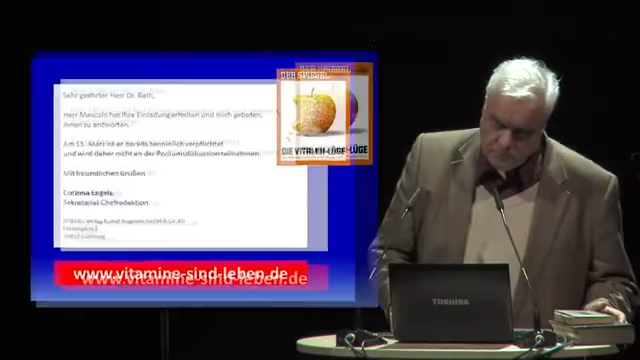 Sehr geehrter Herr Dr. Rath,
Herr Mascolo hat Ihre Einladung erhalten und mich gebeten,
Ihnen zu antworten.
Am 13. März ist er bereits terminlich verpflichtet
und wird daher nicht an der Podiumsdiskussion teilnehmen.
Mit freundlichen Grüßen
Corinna Engels
Sekretariat Chefredaktion
DER SPIEGEL
DIE VITAMIN-LÜGE
www.vitamine-sind-leben.de
TOSHIBA